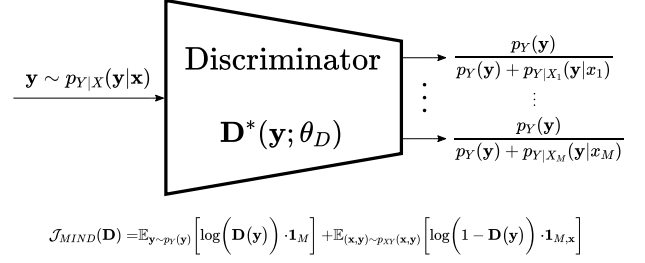 Discriminator
y ~ p_{Y|X}(y|x)
D*(y; θ_D)
p_Y(y) / (p_Y(y) + p_{Y|X_1}(y|x_1))
⋮
p_Y(y) / (p_Y(y) + p_{Y|X_M}(y|x_M))
𝒥_{MIND}(D) = 𝔼_{y∼p_Y(y)}[log(D(y)) · 1_M] + 𝔼_{(x,y)∼p_{XY}(x,y)}[log(1 − D(y)) · 1_{M,x}]